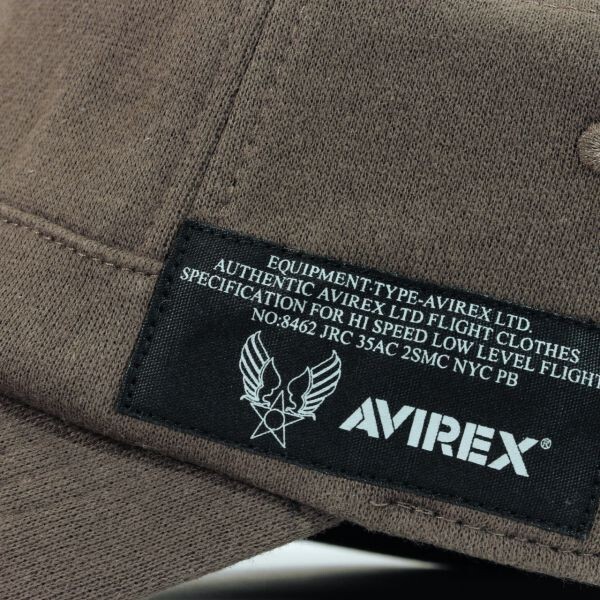 EQUIPMENT·TYPE-AVIREX LTD.
AUTHENTIC AVIREX LTD FLIGHT CLOTHES
SPECIFICATION FOR HI SPEED LOW LEVEL FLIGHT
NO:8462 JRC 35AC 2SMC NYC PB
AVIREX®